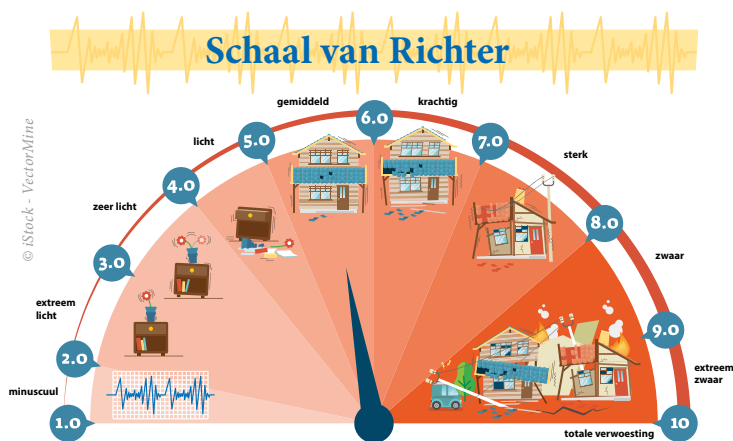 Schaal van Richter
© iStock - VectorMine
minuscuul
extreem
licht
zeer licht
licht
gemiddeld
krachtig
sterk
zwaar
extreem
zwaar
totale verwoesting
1.0
2.0
3.0
4.0
5.0
6.0
7.0
8.0
9.0
10